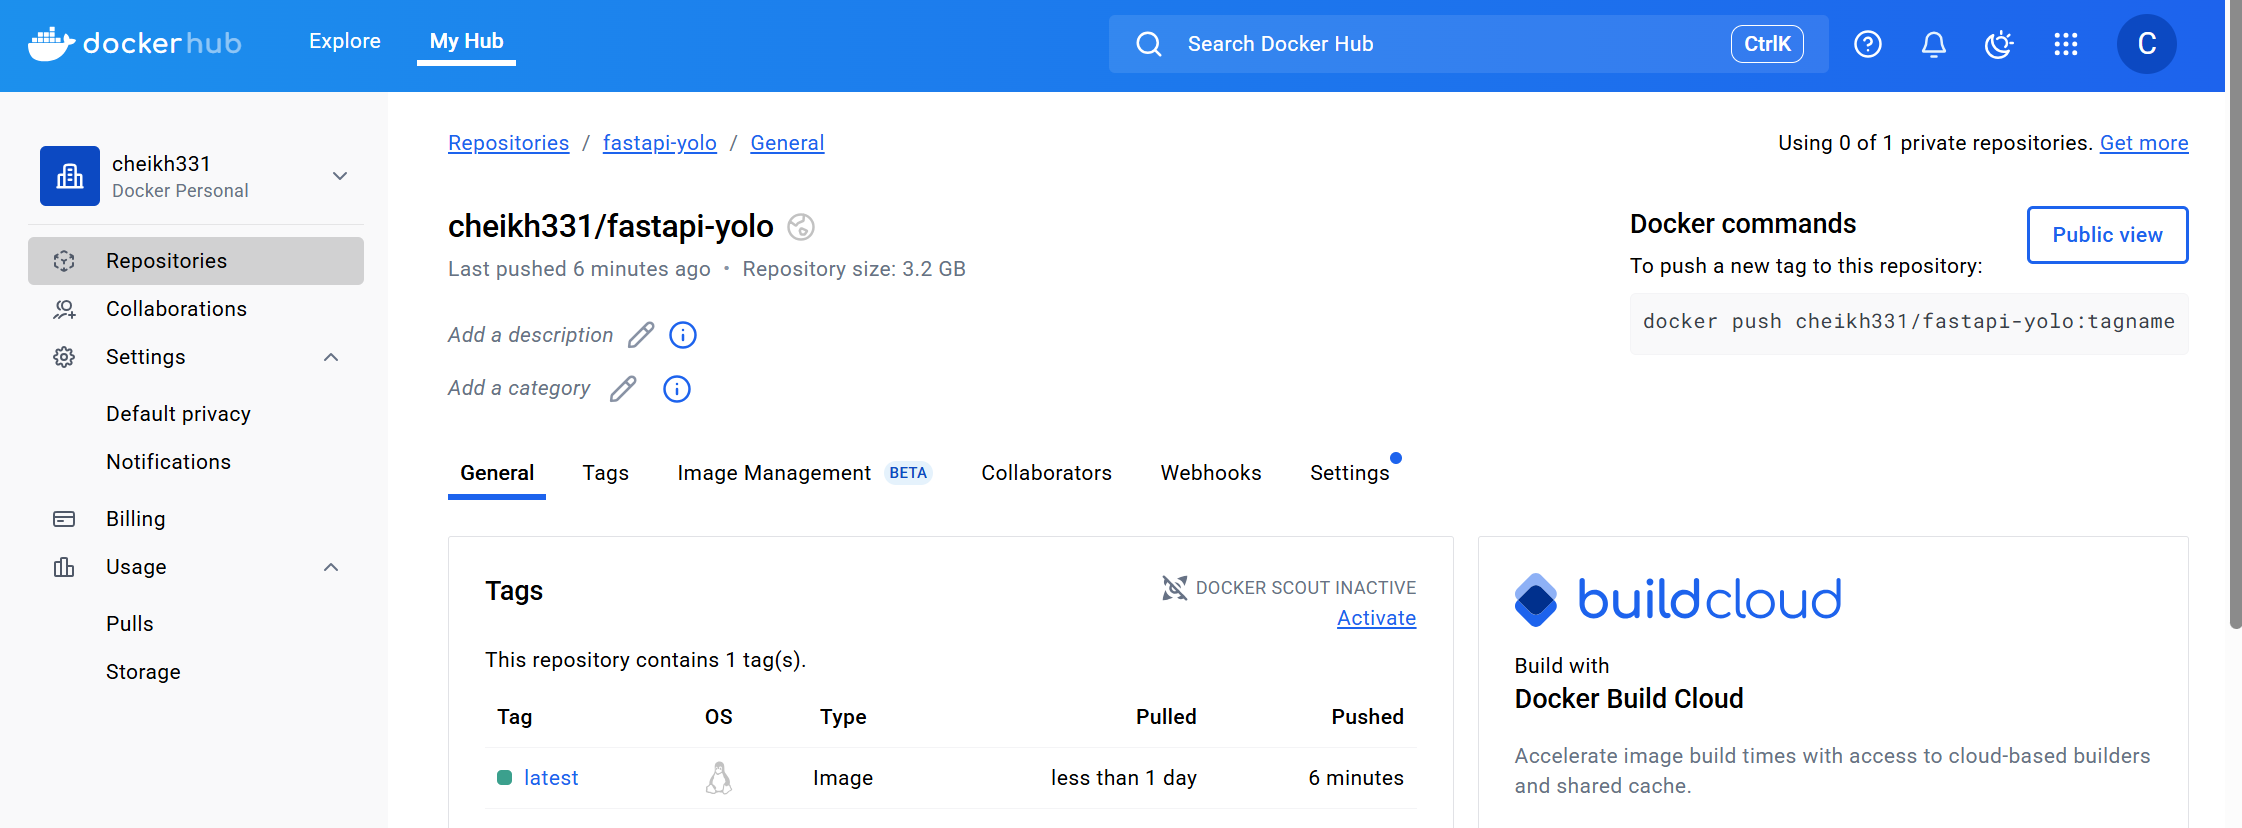 dockerhub
Explore
My Hub
Search Docker Hub
CtrlK
C
cheikh331
Docker Personal
Repositories
Collaborations
Settings
Default privacy
Notifications
Billing
Usage
Pulls
Storage
Repositories / fastapi-yolo / General
Using 0 of 1 private repositories. Get more
cheikh331/fastapi-yolo
Last pushed 6 minutes ago • Repository size: 3.2 GB
Add a description
Add a category
Docker commands
Public view
To push a new tag to this repository:
docker push cheikh331/fastapi-yolo:tagname
General Tags Image Management BETA Collaborators Webhooks Settings
Tags
DOCKER SCOUT INACTIVE
Activate
This repository contains 1 tag(s).
Tag OS Type Pulled Pushed
latest Image less than 1 day 6 minutes
buildcloud
Build with
Docker Build Cloud
Accelerate image build times with access to cloud-based builders
and shared cache.